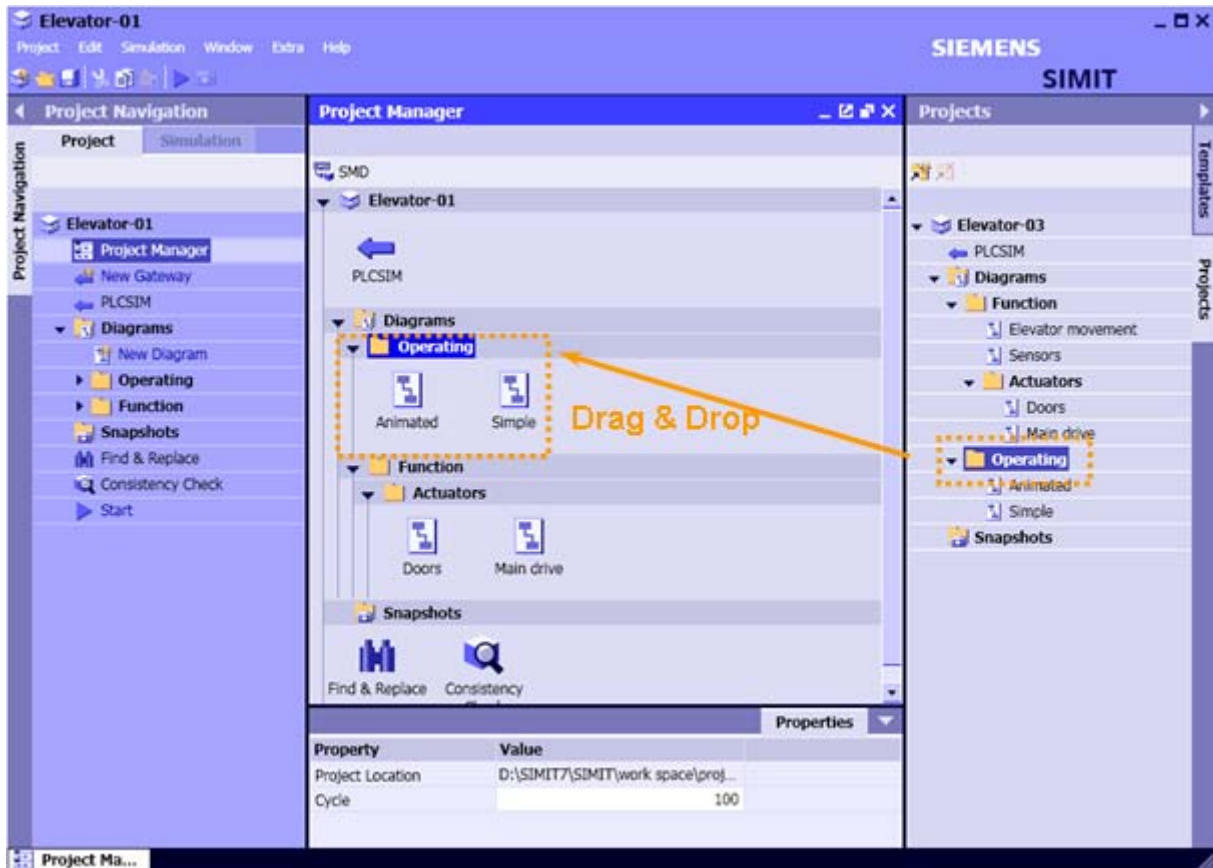 Elevator-01
Project Edit Simulation Window Extra Help
SIEMENS
SIMIT
Project Navigation
Project Simulation
Project Navigation
Elevator-01
Project Manager
New Gateway
PLCSIM
Diagrams
New Diagram
Operating
Function
Snapshots
Find & Replace
Consistency Check
Start
Project Manager
SMD
Elevator-01
PLCSIM
Diagrams
Operating
Animated Simple
Drag & Drop
Function
Actuators
Doors Main drive
Snapshots
Find & Replace Consistency
Properties
Property Value
Project Location D:\SIMIT7\SIMIT\work space\proj...
Cycle 100
Projects
Templates
Projects
Elevator-03
PLCSIM
Diagrams
Function
Elevator movement
Sensors
Actuators
Doors
Main drive
Operating
Animated
Simple
Snapshots
Project Ma...